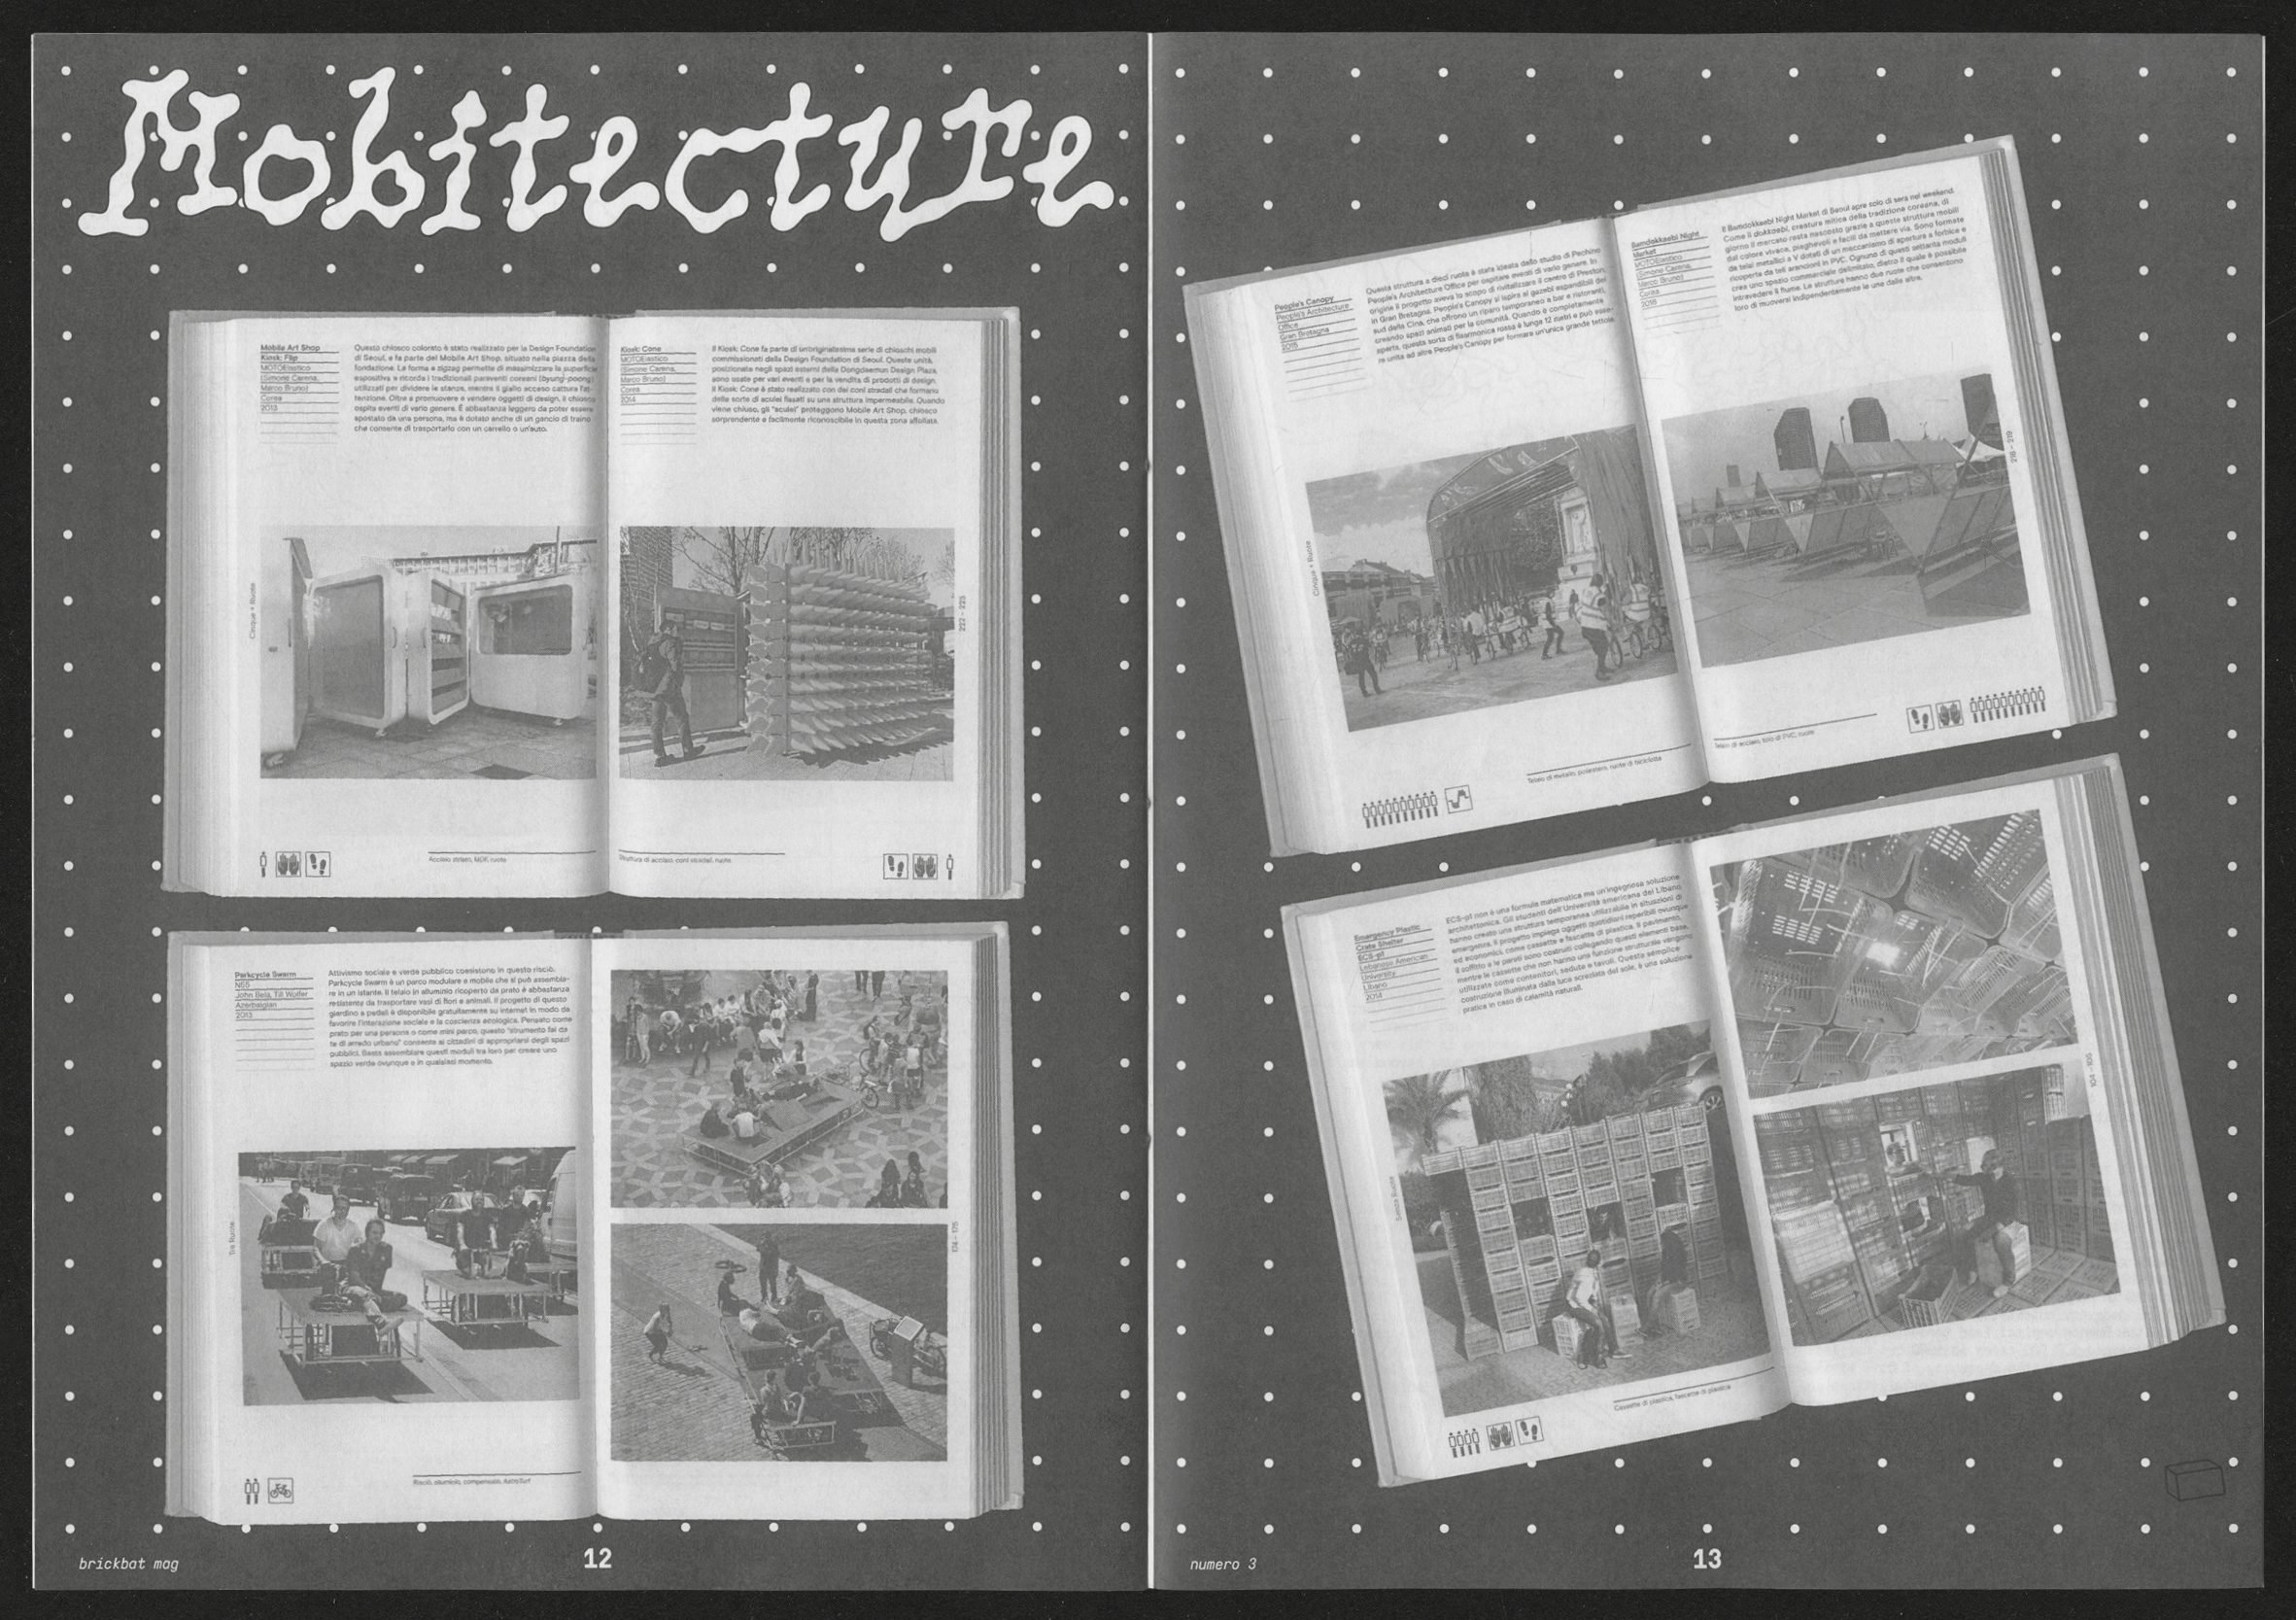 Mobitecture
Mobile Art Shop
Kiosk: Flip
MOTOElastico
(Simone Carena,
Marco Bruno)
Corea
2013
Questo chiosco colorato è stato realizzato per la Design Foundation
di Seoul, e fa parte del Mobile Art Shop, situato nella piazza della
fondazione. La forma a zigzag permette di massimizzare la superficie
espositiva e ricorda i tradizionali paraventi coreani (byung-poong)
utilizzati per dividere le stanze, mentre il giallo acceso cattura l'at-
tenzione. Oltre a promuovere e vendere oggetti di design, il chiosco
ospita eventi di vario genere. È abbastanza leggero da poter essere
spostato da una persona, ma è dotato anche di un gancio di traino
che consente di trasportarlo con un carrello o un'auto.
Cinque + Ruote
Acciaio striato, MDF, ruote
Kiosk: Cone
MOTOElastico
(Simone Carena,
Marco Bruno)
Corea
2014
Il Kiosk: Cone fa parte di un'originalissima serie di chioschi mobili
commissionati dalla Design Foundation di Seoul. Queste unità,
posizionate negli spazi esterni della Dongdaemun Design Plaza,
sono usate per vari eventi e per la vendita di prodotti di design.
Il Kiosk: Cone è stato realizzato con dei coni stradali che formano
delle sorte di aculei fissati su una struttura impermeabile. Quando
viene chiuso, gli "aculei" proteggono Mobile Art Shop, chiosco
sorprendente e facilmente riconoscibile in questa zona affollata.
222 – 223
Struttura di acciaio, coni stradali, ruote
Parkcycle Swarm
N55
John Bela, Till Wolfer
Azerbaigian
2013
Attivismo sociale e verde pubblico coesistono in questo risciò.
Parkcycle Swarm è un parco modulare e mobile che si può assembla-
re in un istante. Il telaio in alluminio ricoperto da prato è abbastanza
resistente da trasportare vasi di fiori e animali. Il progetto di questo
giardino a pedali è disponibile gratuitamente su internet in modo da
favorire l'interazione sociale e la coscienza ecologica. Pensato come
prato per una persona o come mini parco, questo "strumento fai da
te di arredo urbano" consente ai cittadini di appropriarsi degli spazi
pubblici. Basta assemblare questi moduli tra loro per creare uno
spazio verde ovunque e in qualsiasi momento.
Tre Ruote
174 – 175
Risciò, alluminio, compensato, AstroTurf
brickbat mag
12
People's Canopy
People's Architecture
Office
Gran Bretagna
2015
Questa struttura a dieci ruote è stata ideata dallo studio di Pechino
People's Architecture Office per ospitare eventi di vario genere. In
origine il progetto aveva lo scopo di rivitalizzare il centro di Preston,
in Gran Bretagna. People's Canopy si ispira ai gazebi espandibili del
sud della Cina, che offrono un riparo temporaneo a bar e ristoranti,
creando spazi animati per la comunità. Quando è completamente
aperta, questa sorta di fisarmonica rossa è lunga 12 metri e può esse-
re unita ad altre People's Canopy per formare un'unica grande tettoia.
Cinque + Ruote
Telaio di metallo, poliestere, ruote di bicicletta
Bamdokkaebi Night
Market
MOTOElastico
(Simone Carena,
Marco Bruno)
Corea
2016
Il Bamdokkaebi Night Market di Seoul apre solo di sera nel weekend.
Come il dokkaebi, creatura mitica della tradizione coreana, di
giorno il mercato resta nascosto grazie a queste strutture mobili
dal colore vivace, pieghevoli e facili da mettere via. Sono formate
da telai metallici a V dotati di un meccanismo di apertura a forbice e
ricoperte da teli arancioni in PVC. Ognuno di questi settanta moduli
crea uno spazio commerciale delimitato, dietro il quale è possibile
intravedere il fiume. Le strutture hanno due ruote che consentono
loro di muoversi indipendentemente le une dalle altre.
218 – 219
Telaio di acciaio, telo di PVC, ruote
Emergency Plastic
Crate Shelter
ECS-p1
Lebanese American
University
Libano
2014
ECS-p1 non è una formula matematica ma un'ingegnosa soluzione
architettonica. Gli studenti dell'Università americana del Libano
hanno creato una struttura temporanea utilizzabile in situazioni di
emergenza. Il progetto impiega oggetti quotidiani reperibili ovunque
ed economici, come cassette e fascette di plastica. Il pavimento,
il soffitto e le pareti sono costruiti collegando questi elementi base,
mentre le cassette che non hanno una funzione strutturale vengono
utilizzate come contenitori, sedute e tavoli. Questa semplice
costruzione illuminata dalla luce screziata del sole, è una soluzione
pratica in caso di calamità naturali.
Senza Ruote
104 – 105
Cassette di plastica, fascette di plastica
numero 3
13